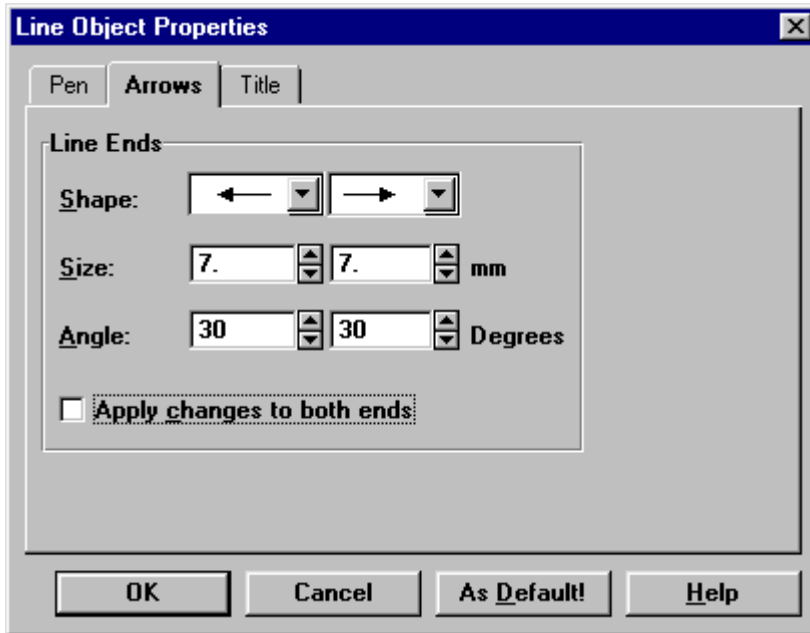 Line Object Properties
Pen Arrows Title
Line Ends
Shape:
Size: 7. 7. mm
Angle: 30 30 Degrees
Apply changes to both ends
OK Cancel As Default! Help